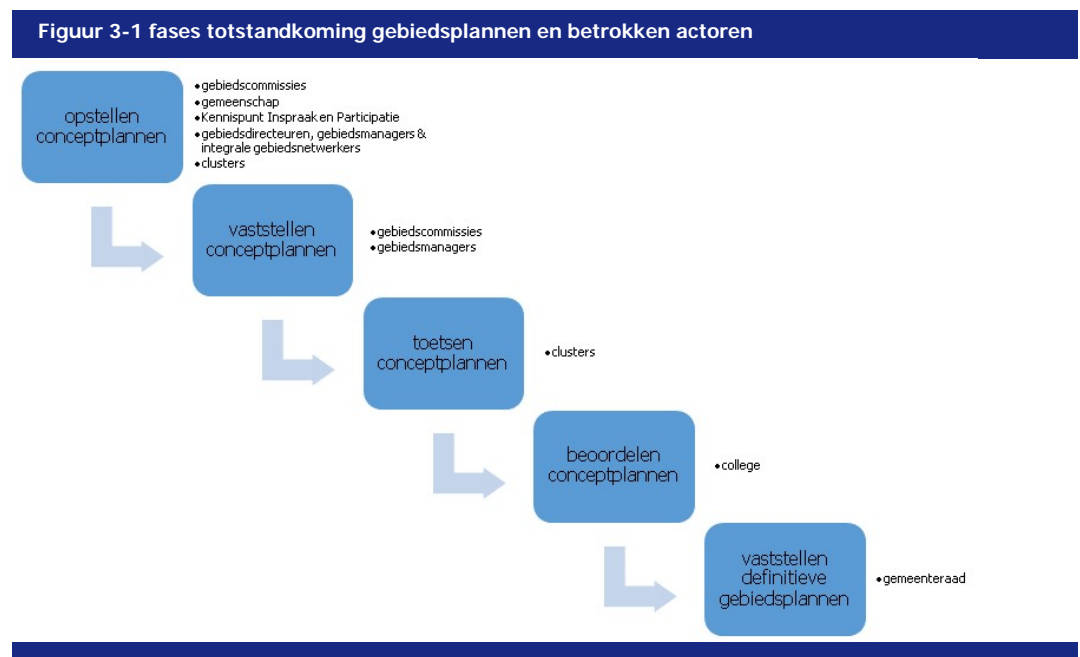 Figuur 3-1 fases totstandkoming gebiedsplannen en betrokken actoren
opstellen
conceptplannen
•gebiedscommissies
•gemeenschap
•Kennispunt Inspraak en Participatie
•gebiedsdirecteuren, gebiedsmanagers &
integrale gebiedsnetwerkers
•clusters
vaststellen
conceptplannen
•gebiedscommissies
•gebiedsmanagers
toetsen
conceptplannen
•clusters
beoordelen
conceptplannen
•college
vaststellen
definitieve
gebiedsplannen
•gemeenteraad